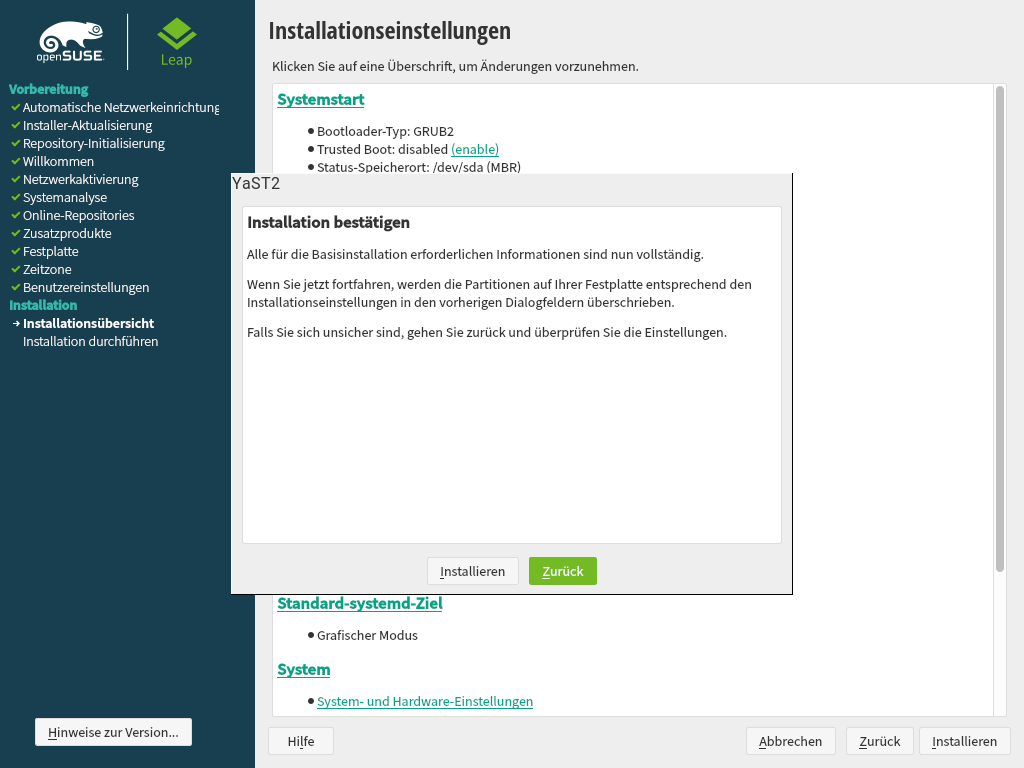 openSUSE
Leap
Vorbereitung
Automatische Netzwerkeinrichtung
Installer-Aktualisierung
Repository-Initialisierung
Willkommen
Netzwerkaktivierung
Systemanalyse
Online-Repositories
Zusatzprodukte
Festplatte
Zeitzone
Benutzereinstellungen
Installation
Installationsübersicht
Installation durchführen
Hinweise zur Version...
Installationseinstellungen
Klicken Sie auf eine Überschrift, um Änderungen vorzunehmen.
Systemstart
Bootloader-Typ: GRUB2
Trusted Boot: disabled (enable)
Status-Speicherort: /dev/sda (MBR)
YaST2
Installation bestätigen
Alle für die Basisinstallation erforderlichen Informationen sind nun vollständig.
Wenn Sie jetzt fortfahren, werden die Partitionen auf Ihrer Festplatte entsprechend den
Installationseinstellungen in den vorherigen Dialogfeldern überschrieben.
Falls Sie sich unsicher sind, gehen Sie zurück und überprüfen Sie die Einstellungen.
Installieren
Zurück
Standard-systemd-Ziel
Grafischer Modus
System
System- und Hardware-Einstellungen
Hilfe
Abbrechen
Zurück
Installieren